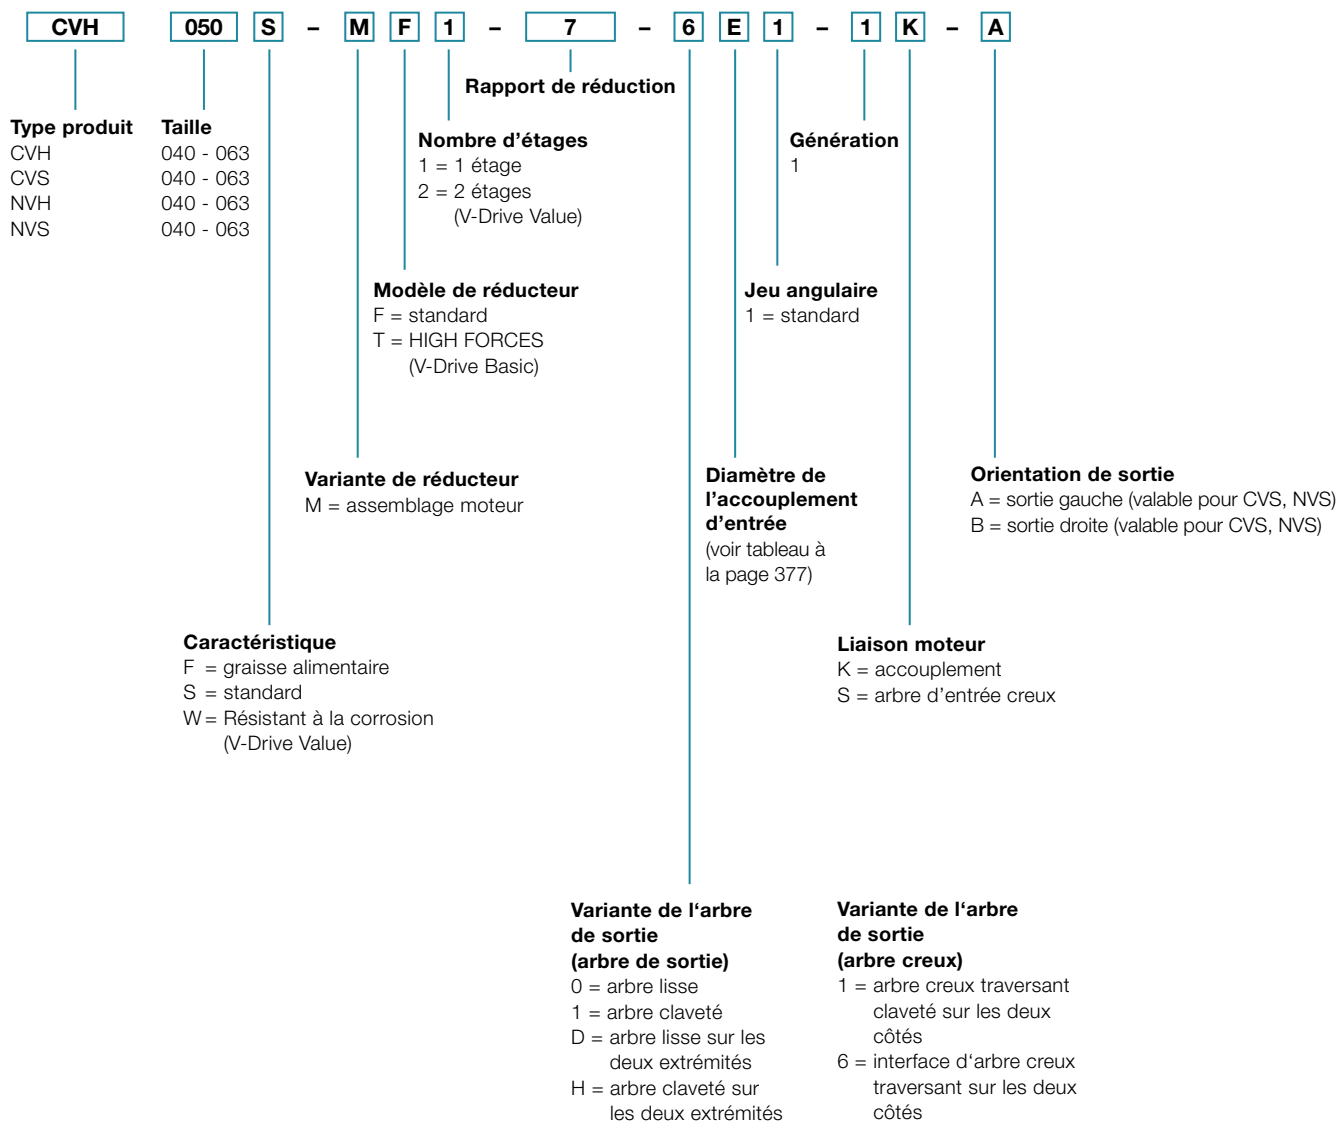 CVH 050 S – M F 1 – 7 – 6 E 1 – 1 K – A
Rapport de réduction
Type produit
CVH
CVS
NVH
NVS
Taille
040 - 063
040 - 063
040 - 063
040 - 063
Nombre d’étages
1 = 1 étage
2 = 2 étages
(V-Drive Value)
Génération
1
Modèle de réducteur
F = standard
T = HIGH FORCES
(V-Drive Basic)
Jeu angulaire
1 = standard
Variante de réducteur
M = assemblage moteur
Diamètre de
l’accouplement
d’entrée
(voir tableau à
la page 377)
Orientation de sortie
A = sortie gauche (valable pour CVS, NVS)
B = sortie droite (valable pour CVS, NVS)
Caractéristique
F = graisse alimentaire
S = standard
W = Résistant à la corrosion
(V-Drive Value)
Liaison moteur
K = accouplement
S = arbre d’entrée creux
Variante de l‘arbre
de sortie
(arbre de sortie)
0 = arbre lisse
1 = arbre claveté
D = arbre lisse sur les
deux extrémités
H = arbre claveté sur
les deux extrémités
Variante de l‘arbre
de sortie
(arbre creux)
1 = arbre creux traversant
claveté sur les deux
côtés
6 = interface d‘arbre creux
traversant sur les deux
côtés